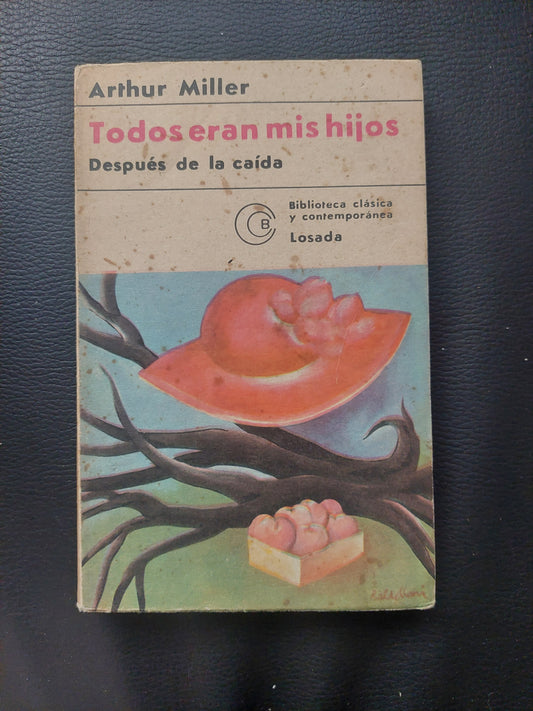 Arthur Miller
Todos eran mis hijos
Después de la caída
Biblioteca clásica
y contemporánea
Losada